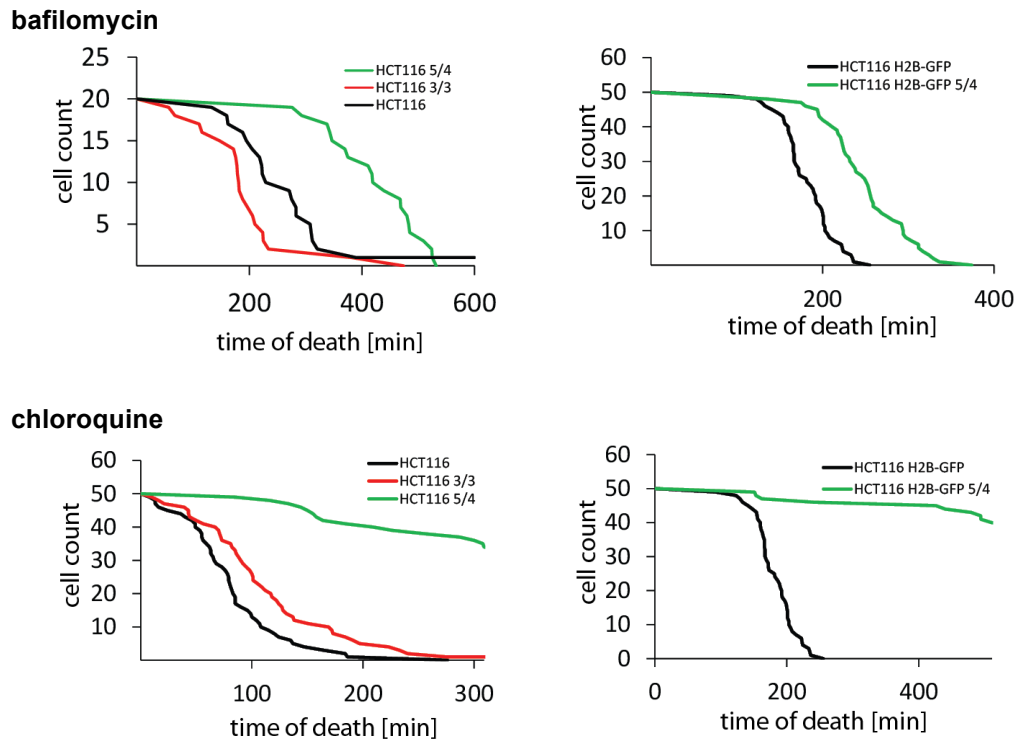 bafilomycin
25
20
15
10
5
cell count
HCT116 5/4
HCT116 3/3
HCT116
200
400
600
time of death [min]
60
50
40
30
20
10
cell count
HCT116 H2B-GFP
HCT116 H2B-GFP 5/4
200
400
time of death [min]
chloroquine
60
50
40
30
20
10
cell count
HCT116
HCT116 3/3
HCT116 5/4
100
200
300
time of death [min]
60
50
40
30
20
10
0
cell count
HCT116 H2B-GFP
HCT116 H2B-GFP 5/4
0
200
400
time of death [min]